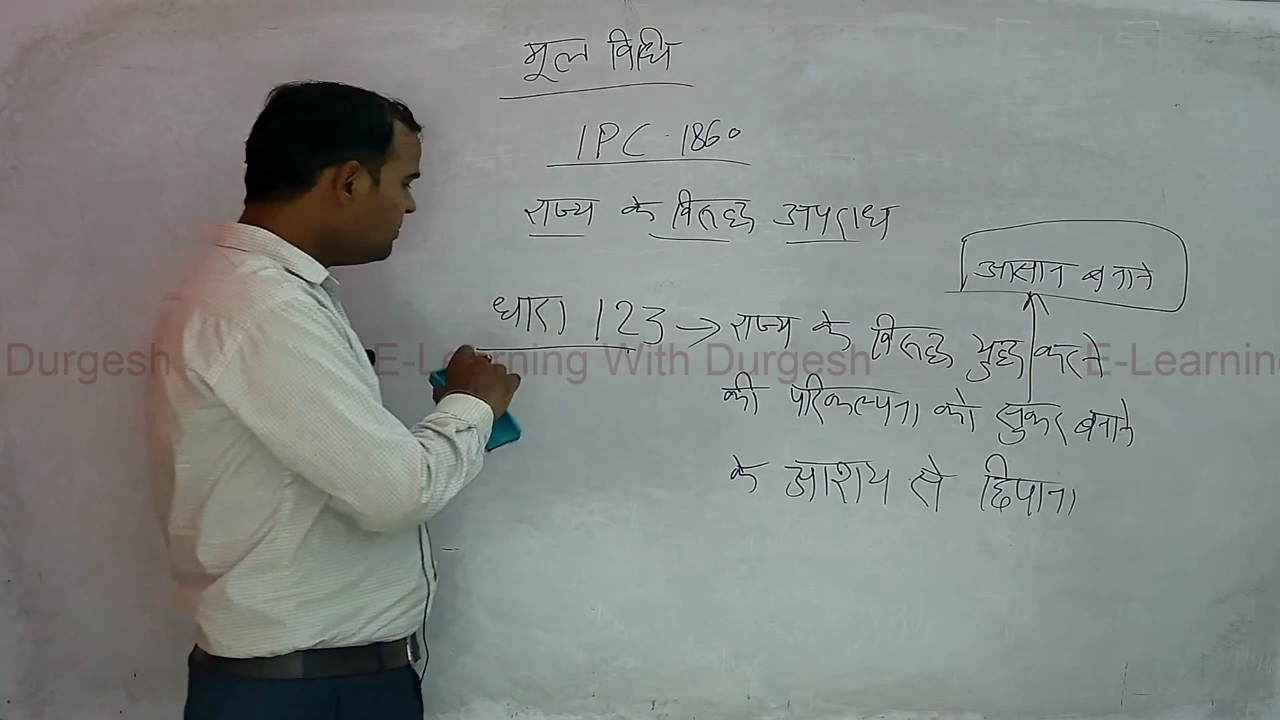 मूल विधि
IPC-1860
राज्य के विरुद्ध अपराध
आसान बनाने
धारा 123 → राज्य के विरुद्ध युद्ध करने
की परिकल्पना को सुकर बनाने
के आशय से छिपाना
Durgesh E-Learning With Durgesh E-Learning